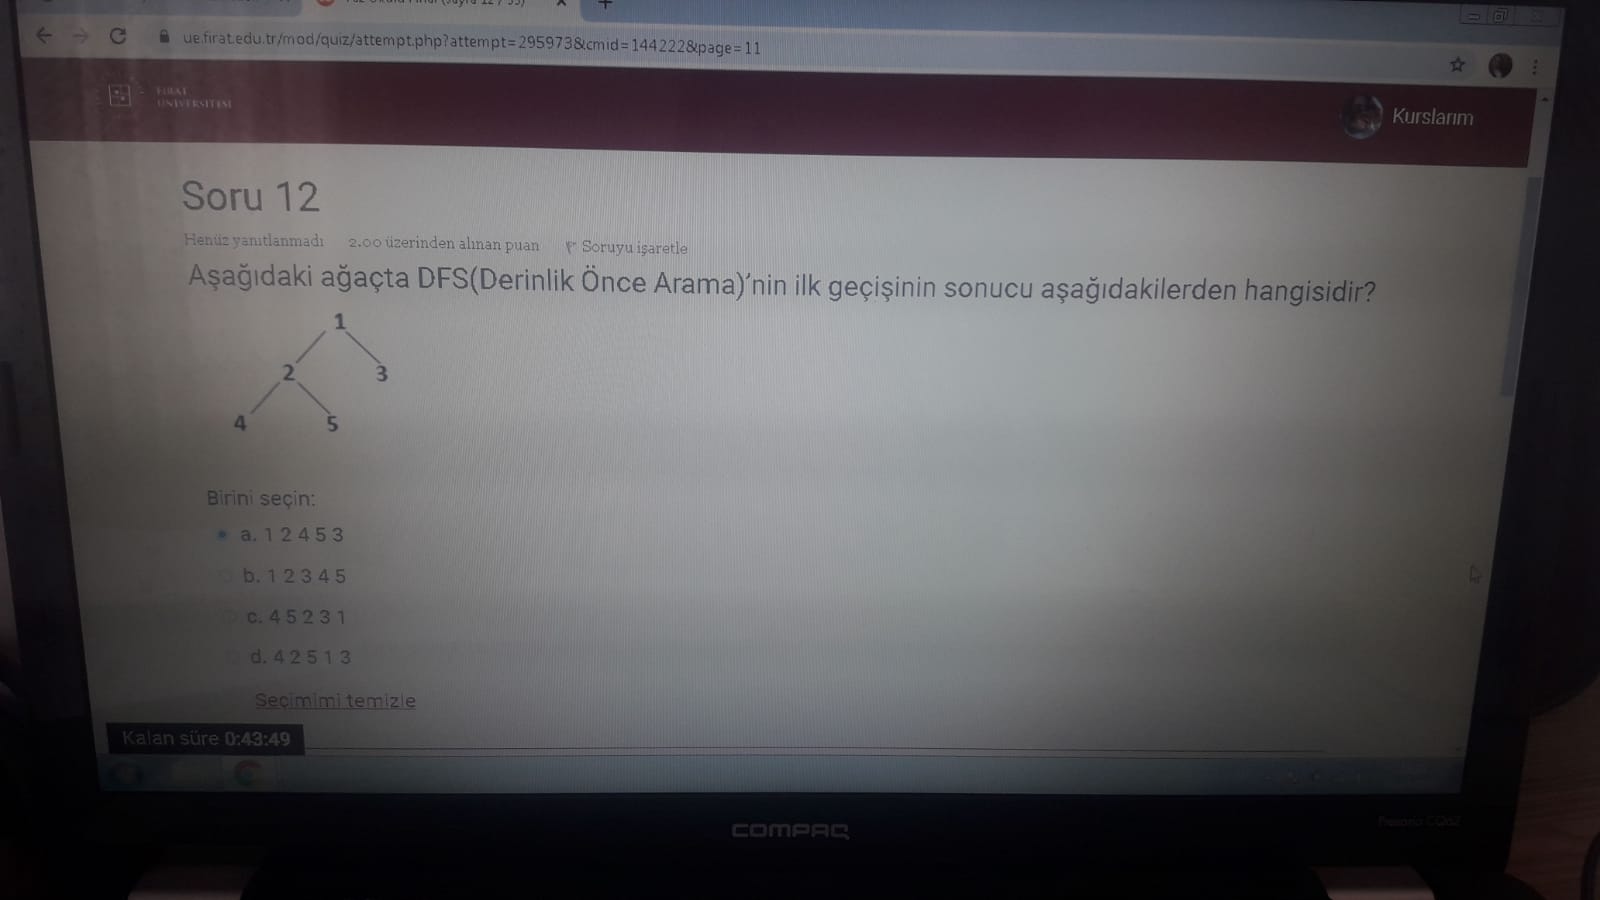 ue.firat.edu.tr/mod/quiz/attempt.php?attempt=295973&cmid=144222&page=11
FIRAT
ÜNİVERSİTESİ
Kurslarım
Soru 12
Henüz yanıtlanmadı 2.00 üzerinden alınan puan Soruyu işaretle
Aşağıdaki ağaçta DFS(Derinlik Önce Arama)'nin ilk geçişinin sonucu aşağıdakilerden hangisidir?
1
2 3
4 5
Birini seçin:
a. 1 2 4 5 3
b. 1 2 3 4 5
c. 4 5 2 3 1
d. 4 2 5 1 3
Seçimimi temizle
Kalan süre 0:43:49
COMPAQ
Presario CQ62